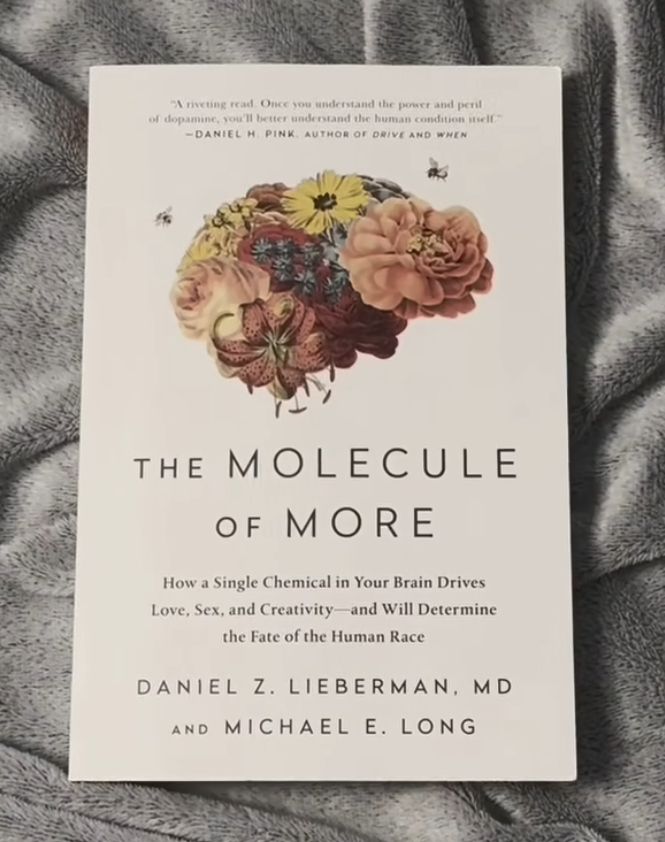 "A riveting read. Once you understand the power and peril
of dopamine, you'll better understand the human condition itself."
—DANIEL H. PINK, AUTHOR OF DRIVE AND WHEN
THE MOLECULE
OF MORE
How a Single Chemical in Your Brain Drives
Love, Sex, and Creativity—and Will Determine
the Fate of the Human Race
DANIEL Z. LIEBERMAN, MD
AND MICHAEL E. LONG